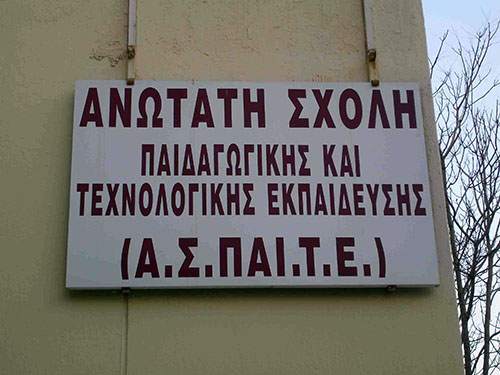 ΑΝΩΤΑΤΗ ΣΧΟΛΗ
ΠΑΙΔΑΓΩΓΙΚΗΣ ΚΑΙ
ΤΕΧΝΟΛΟΓΙΚΗΣ ΕΚΠΑΙΔΕΥΣΗΣ
(Α.Σ.ΠΑΙ.Τ.Ε.)